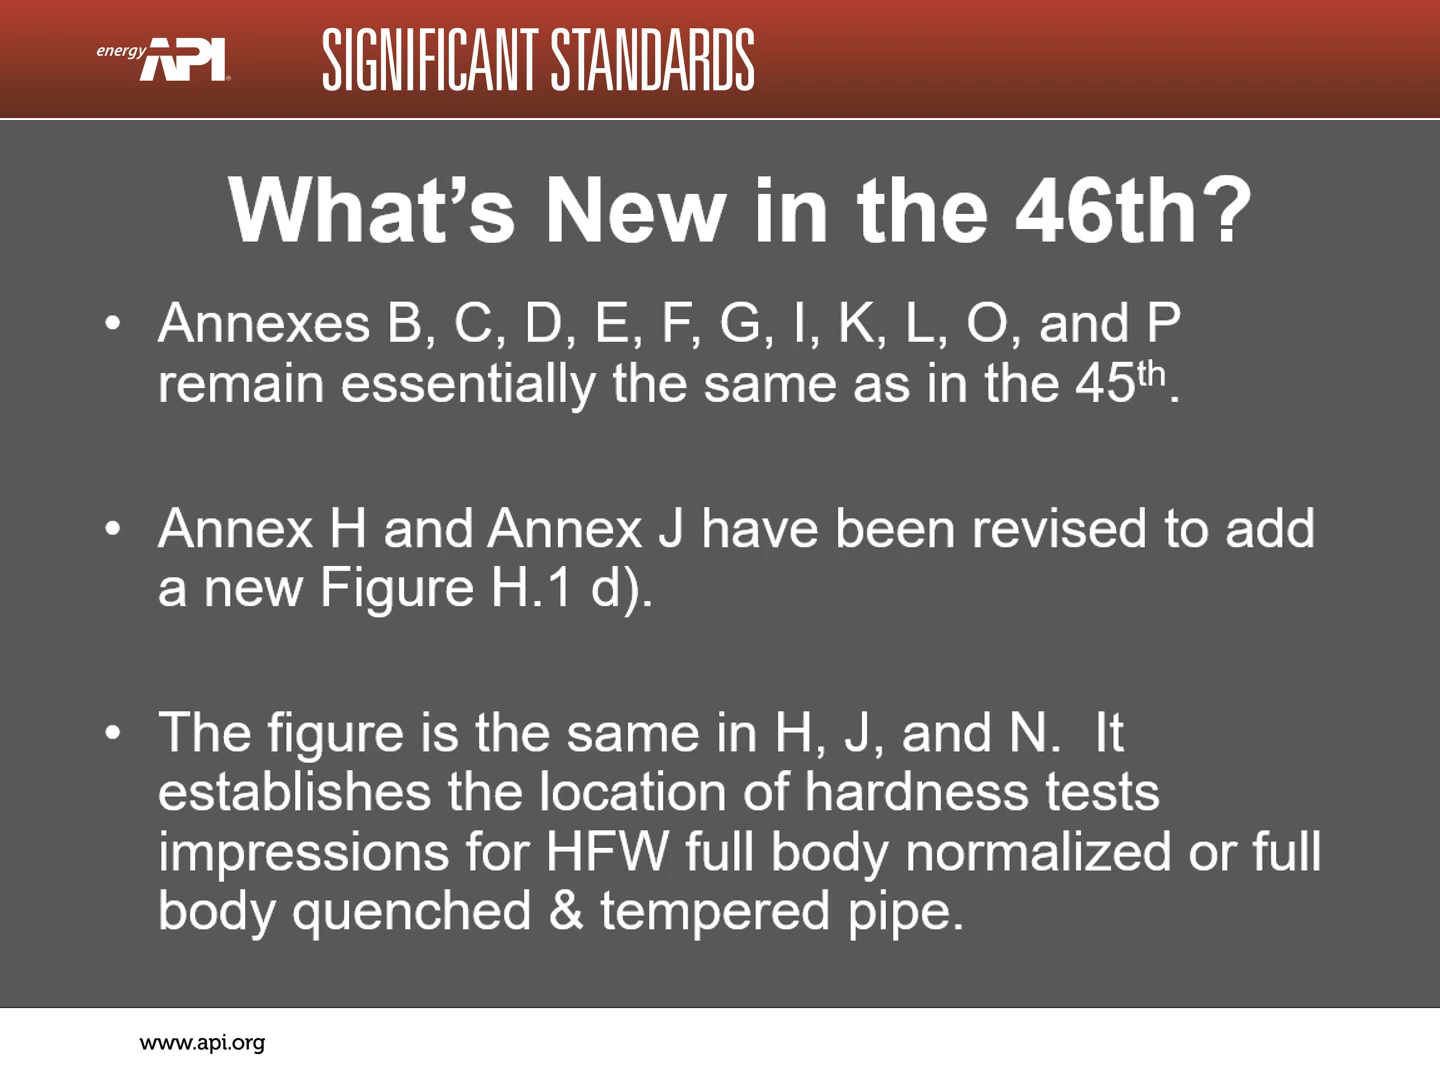 energy API
SIGNIFICANT STANDARDS
What's New in the 46th?
• Annexes B, C, D, E, F, G, I, K, L, O, and P
remain essentially the same as in the 45th.
• Annex H and Annex J have been revised to add
a new Figure H.1 d).
• The figure is the same in H, J, and N.  It
establishes the location of hardness tests
impressions for HFW full body normalized or full
body quenched & tempered pipe.
www.api.org